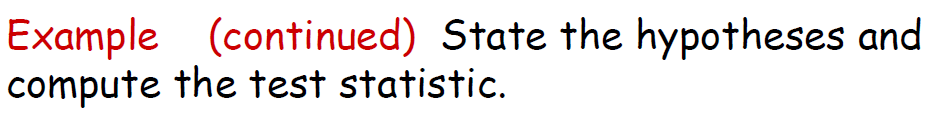 Example (continued) State the hypotheses and
compute the test statistic.